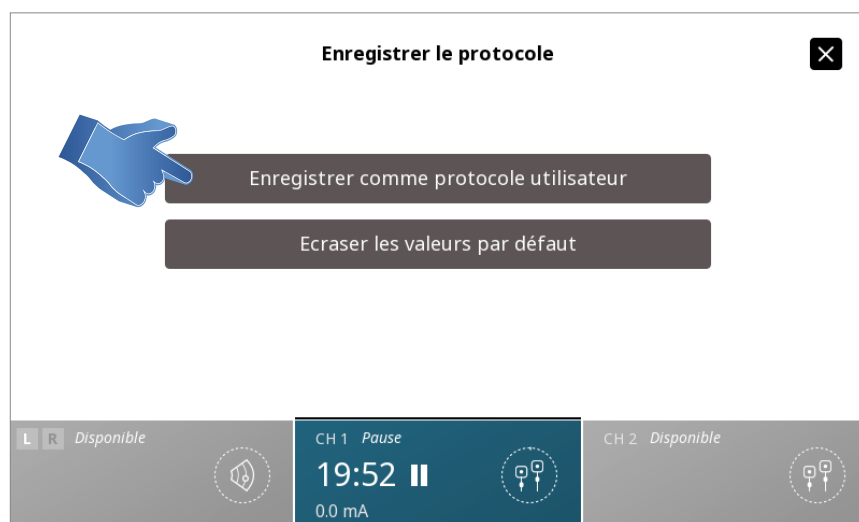 Enregistrer le protocole
Enregistrer comme protocole utilisateur
Ecraser les valeurs par défaut
L R Disponible
CH 1 Pause
19:52
0.0 mA
CH 2 Disponible